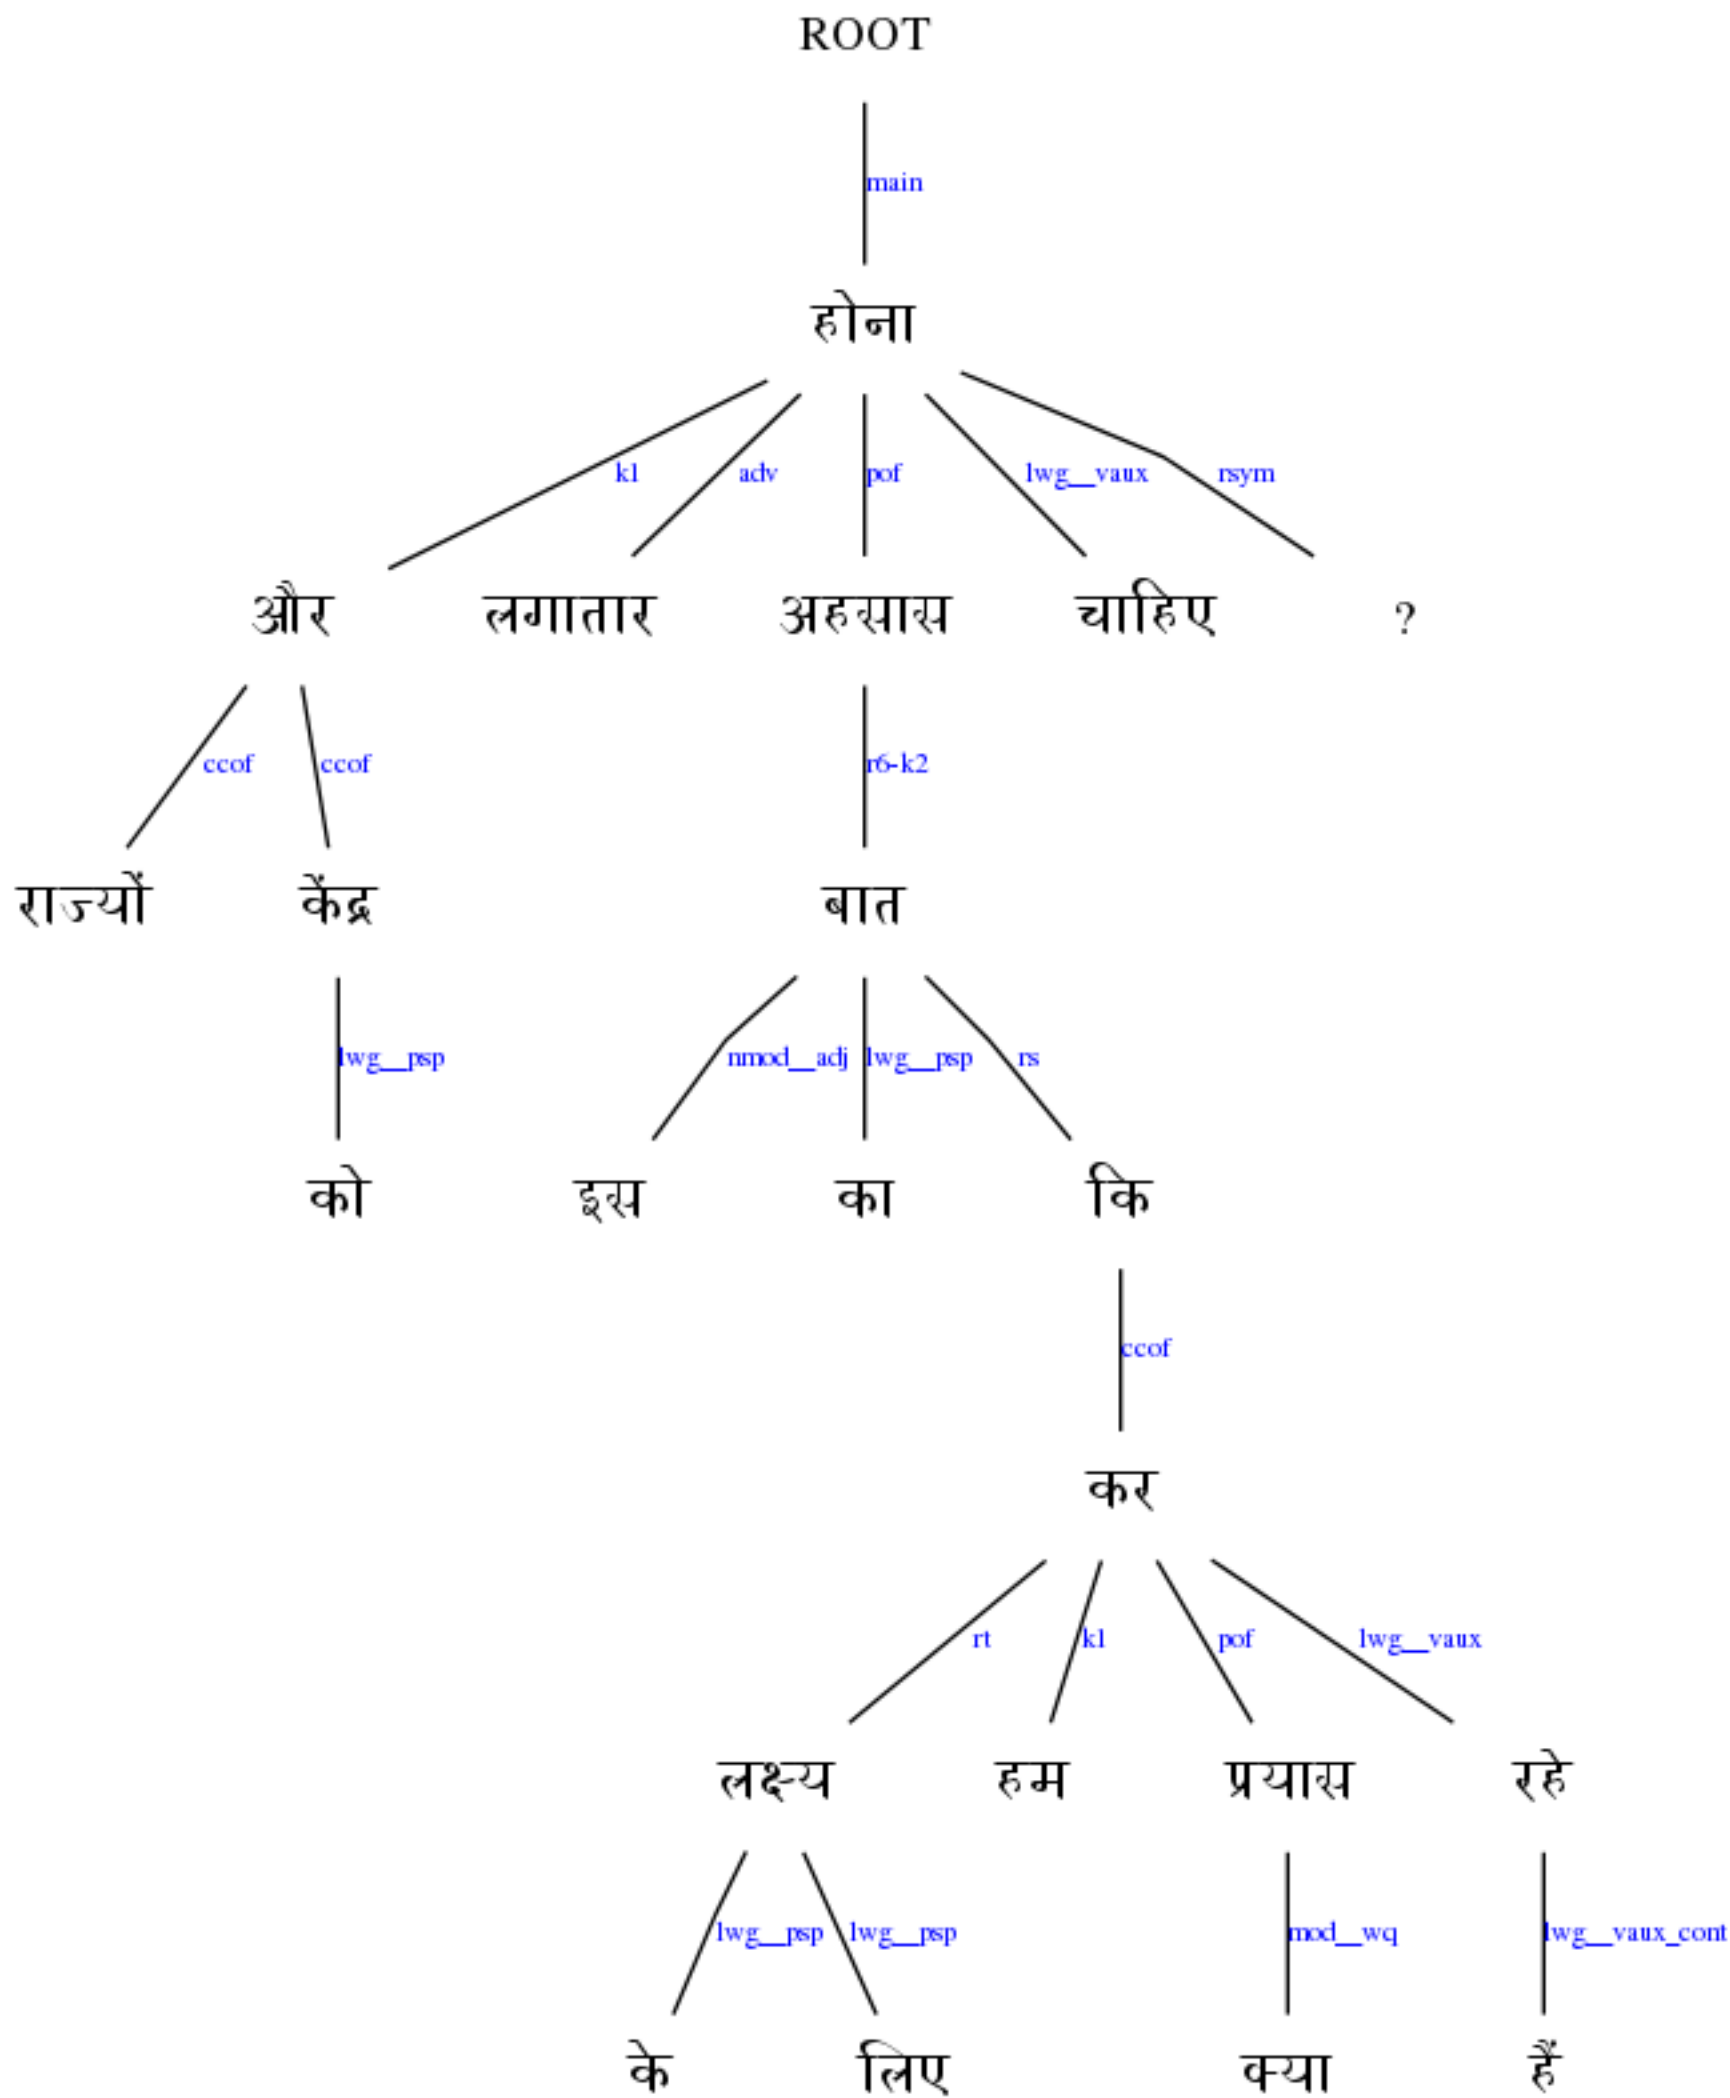 ROOT
main
होना
k1 adv pof lwg__vaux rsym
और लगातार अहसास चाहिए ?
ccof ccof r6-k2
राज्यों केंद्र बात
lwg__psp nmod__adj lwg__psp rs
को इस का कि
ccof
कर
rt k1 pof lwg__vaux
लक्ष्य हम प्रयास रहे
lwg__psp lwg__psp mod__wq lwg__vaux_cont
के लिए क्या हैं